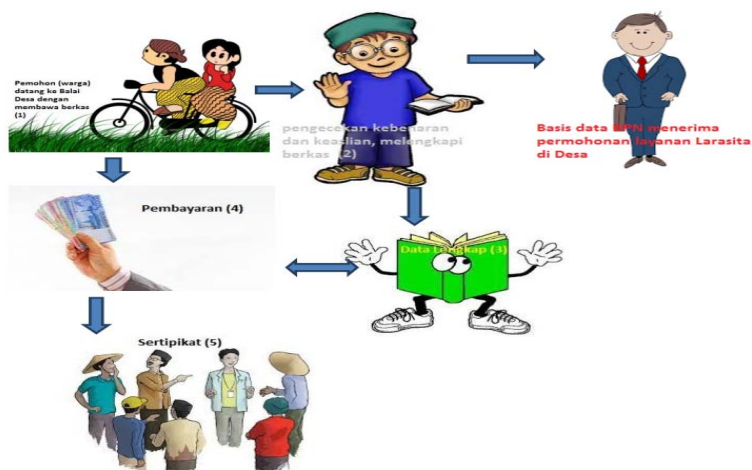 Pemohon (warga)
datang ke Balai
Desa dengan
membawa berkas
(1)
pengecekan kebenaran
dan keaslian, melengkapi
berkas (2)
Basis data BPN menerima
permohonan layanan Larasita
di Desa
Pembayaran (4)
Data Lengkap (3)
Sertipikat (5)